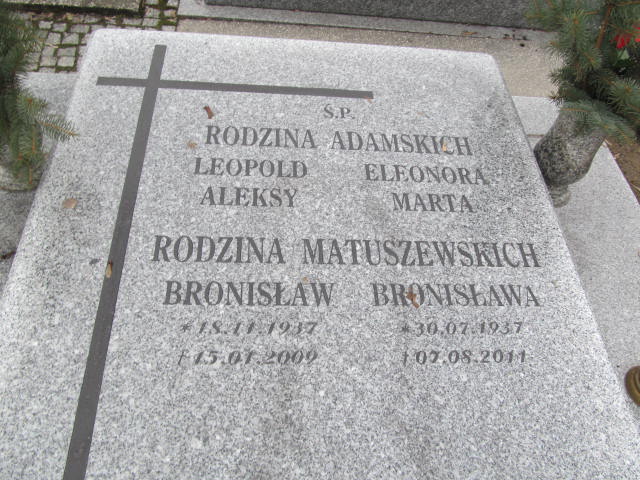 Ś.P.
RODZINA ADAMSKICH
LEOPOLD ELEONORA
ALEKSY MARTA
RODZINA MATUSZEWSKICH
BRONISŁAW BRONISŁAWA
* 18.11.1937 * 30.07.1937
† 15.01.2009 † 07.08.2011